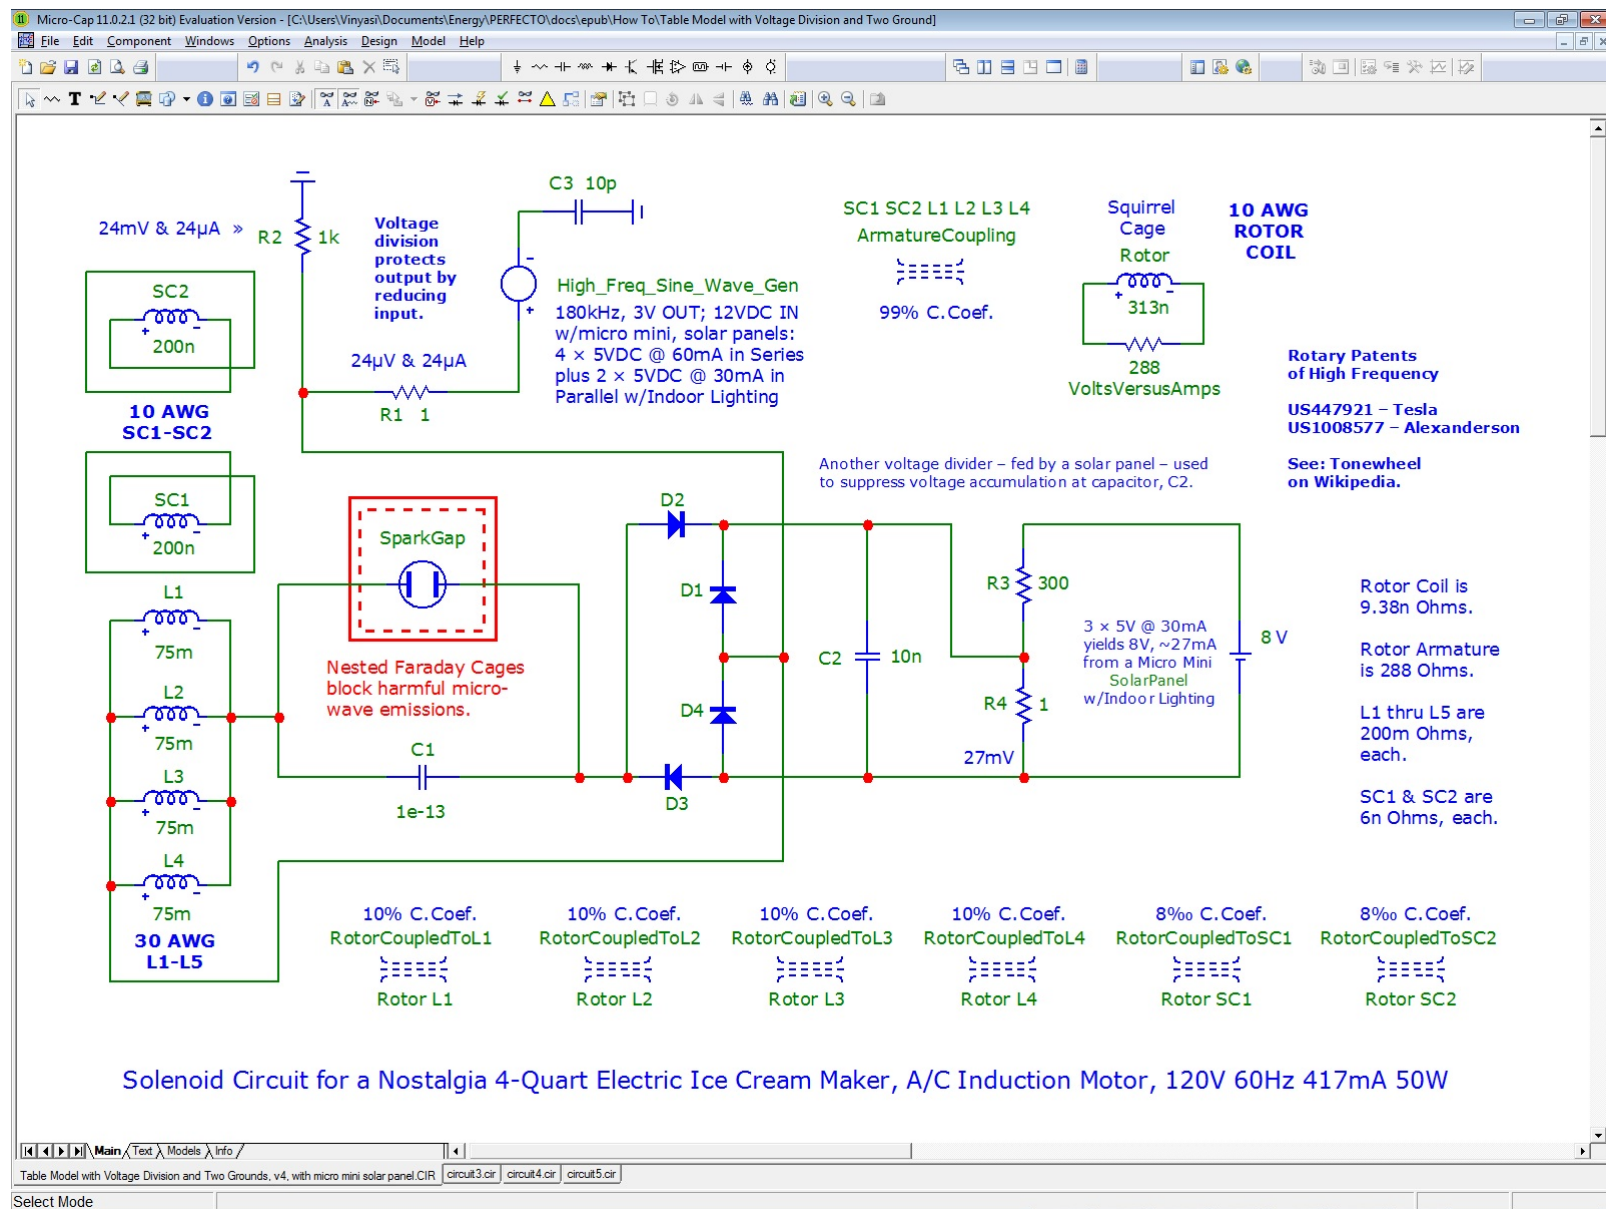 Micro-Cap 11.0.2.1 (32 bit) Evaluation Version - [C:\Users\Vinyasi\Documents\Energy\PERFECTO\docs\epub\How To\Table Model with Voltage Division and Two Ground]
File Edit Component Windows Options Analysis Design Model Help
C3 10p
24mV & 24µA »
R2
1k
Voltage
division
protects
output by
reducing
input.
-
+
High_Freq_Sine_Wave_Gen
180kHz, 3V OUT; 12VDC IN
w/micro mini, solar panels:
4 × 5VDC @ 60mA in Series
plus 2 × 5VDC @ 30mA in
Parallel w/Indoor Lighting
24µV & 24µA
R1 1
SC1 SC2 L1 L2 L3 L4
ArmatureCoupling
99% C.Coef.
Squirrel
Cage
Rotor
+ -
313n
288
VoltsVersusAmps
10 AWG
ROTOR
COIL
Rotary Patents
of High Frequency
US447921 – Tesla
US1008577 – Alexanderson
See: Tonewheel
on Wikipedia.
SC2
+ -
200n
10 AWG
SC1-SC2
SC1
+ -
200n
Another voltage divider – fed by a solar panel – used
to suppress voltage accumulation at capacitor, C2.
SparkGap
Nested Faraday Cages
block harmful micro-
wave emissions.
C1
1e-13
D2
D1
D4
D3
C2
10n
R3
300
R4
1
27mV
3 × 5V @ 30mA
yields 8V, ~27mA
from a Micro Mini
SolarPanel
w/Indoor Lighting
8 V
Rotor Coil is
9.38n Ohms.
Rotor Armature
is 288 Ohms.
L1 thru L5 are
200m Ohms,
each.
SC1 & SC2 are
6n Ohms, each.
L1
+ -
75m
L2
+ -
75m
L3
+ -
75m
L4
+ -
75m
30 AWG
L1-L5
10% C.Coef.
RotorCoupledToL1
Rotor L1
10% C.Coef.
RotorCoupledToL2
Rotor L2
10% C.Coef.
RotorCoupledToL3
Rotor L3
10% C.Coef.
RotorCoupledToL4
Rotor L4
8‰ C.Coef.
RotorCoupledToSC1
Rotor SC1
8‰ C.Coef.
RotorCoupledToSC2
Rotor SC2
Solenoid Circuit for a Nostalgia 4-Quart Electric Ice Cream Maker, A/C Induction Motor, 120V 60Hz 417mA 50W
Main Text Models Info
Table Model with Voltage Division and Two Grounds, v4, with micro mini solar panel.CIR circuit3.cir circuit4.cir circuit5.cir
Select Mode